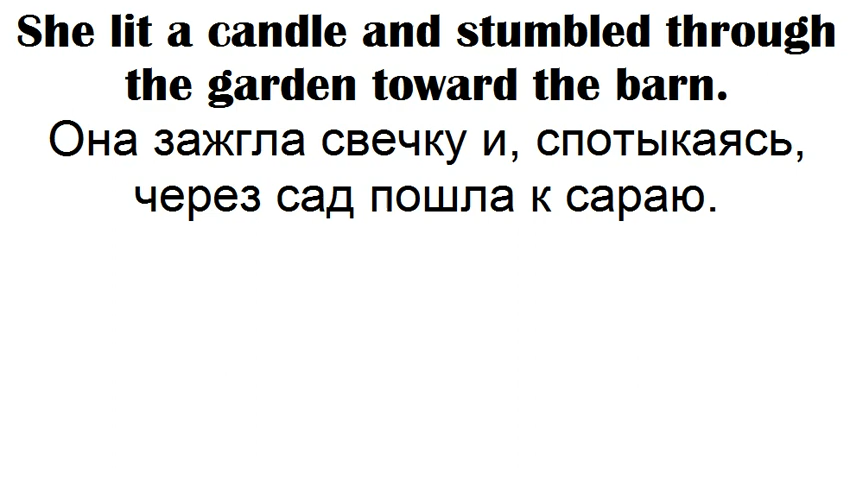 She lit a candle and stumbled through
the garden toward the barn.
Она зажгла свечку и, спотыкаясь,
через сад пошла к сараю.